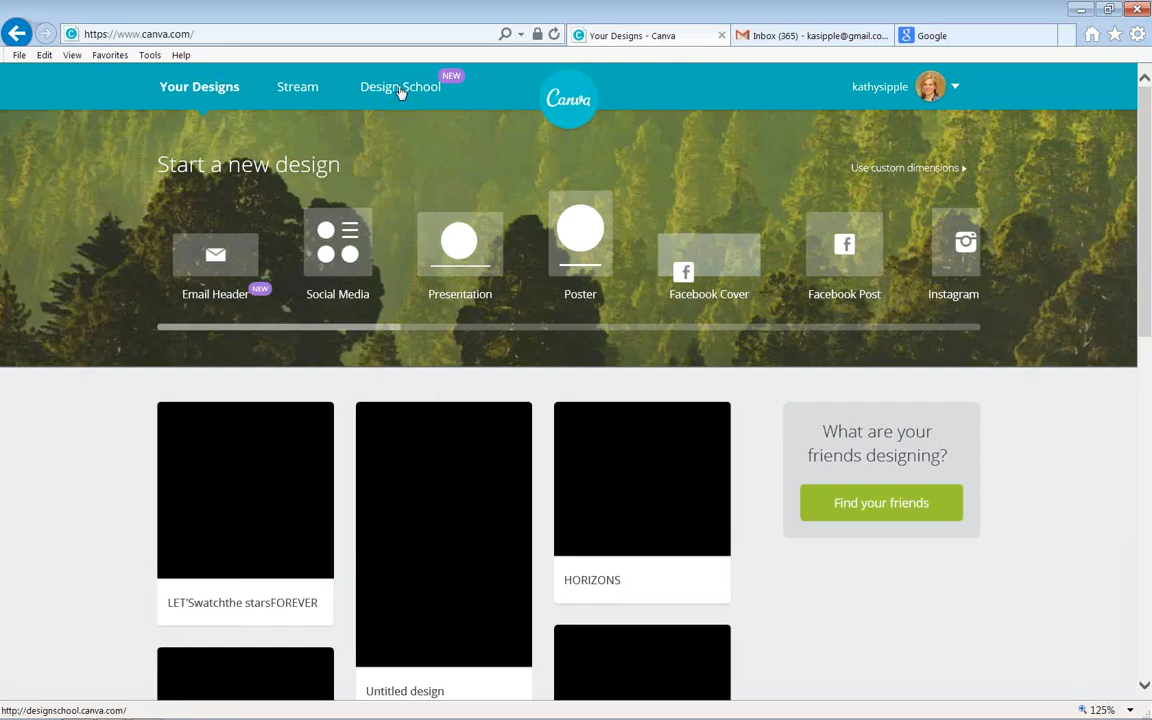 https://www.canva.com/
Your Designs - Canva
Inbox (365) - kasipple@gmail.co...
Google
File Edit View Favorites Tools Help
Your Designs
Stream
Design School
NEW
Canva
kathysipple
Start a new design
Use custom dimensions
Email Header
NEW
Social Media
Presentation
Poster
Facebook Cover
Facebook Post
Instagram
What are your
friends designing?
Find your friends
LET'Swatchthe starsFOREVER
HORIZONS
Untitled design
http://designschool.canva.com/
125%